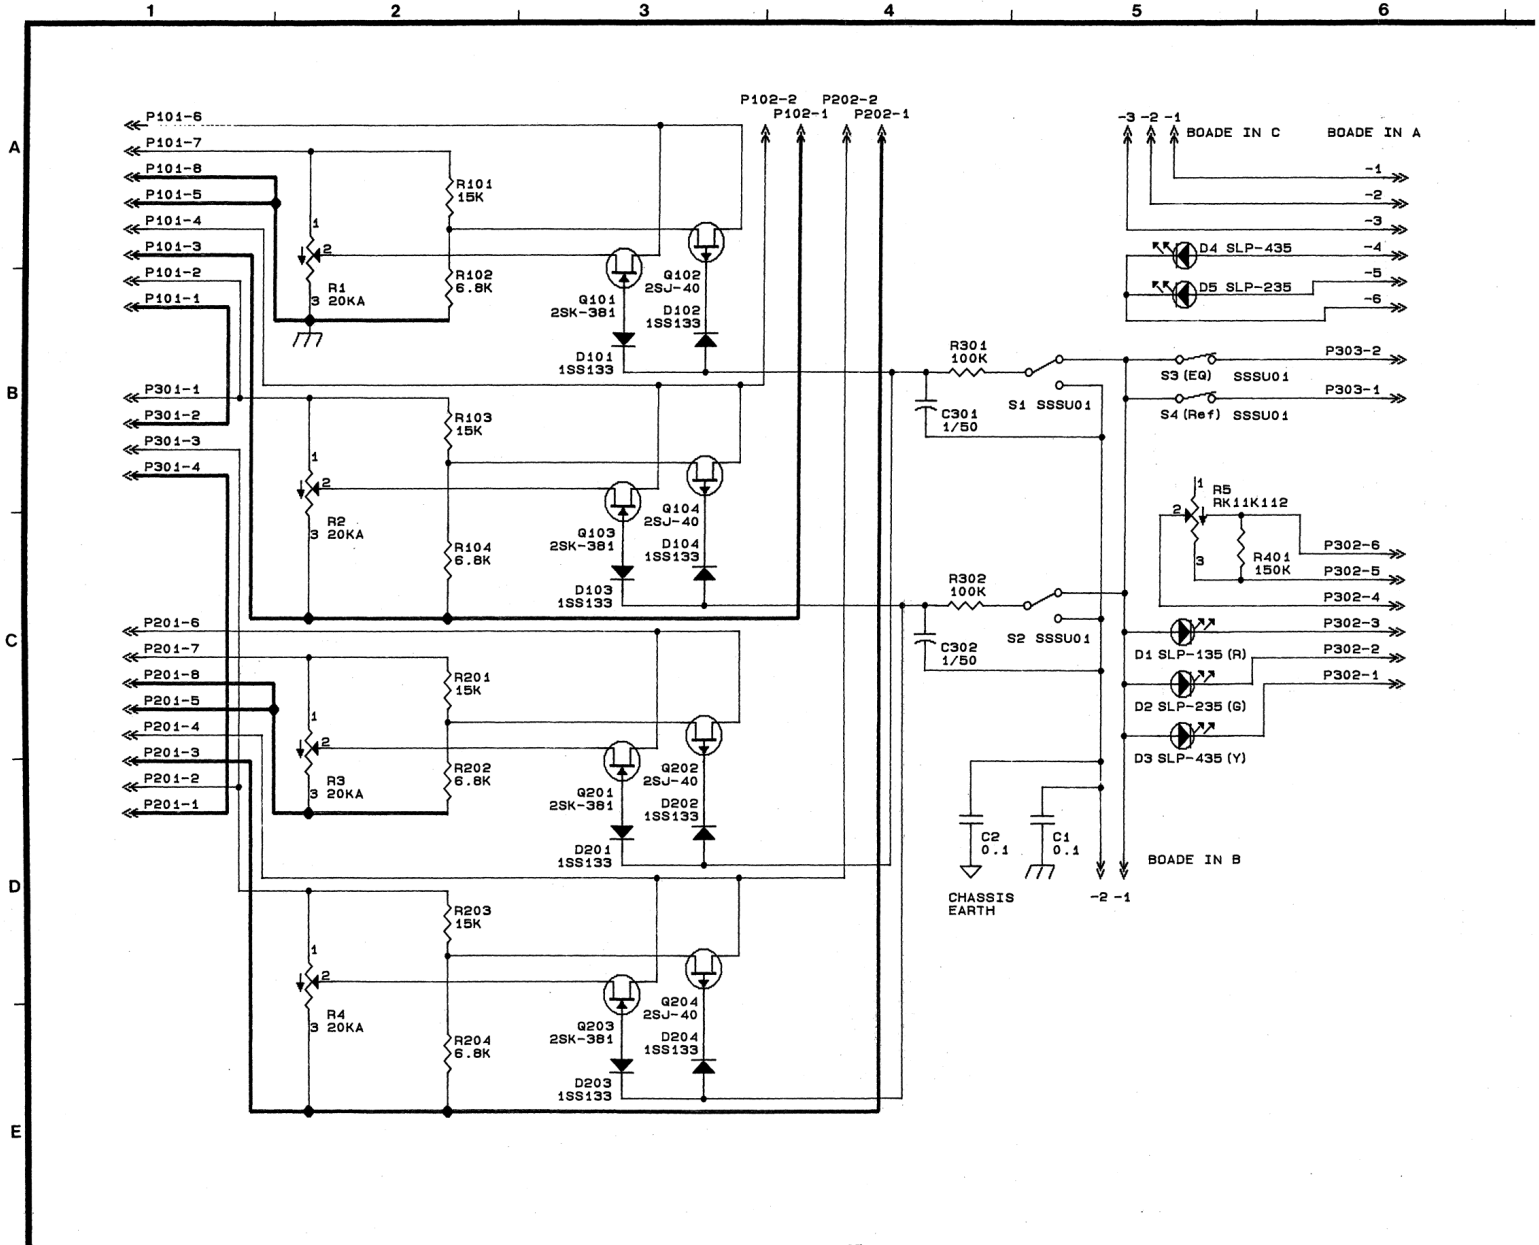 1 2 3 4 5 6
P102-2 P202-2
P102-1 P202-1
P101-6
-3 -2 -1
BOADE IN C BOADE IN A
A
P101-7
P101-8
-1
R101
15K
P101-5
-2
P101-4
1
-3
P101-3
2
D4 SLP-435 -4
P101-2
R102
6.8K
Q102
2SJ-40
-5
D5 SLP-235
R1
3 20KA
Q101
2SK-381
P101-1
-6
D102
1SS133
D101
1SS133
R301
100K
P303-2
S3(EQ) SSSU01
B
P301-1
P303-1
S1 SSSU01
S4(Ref) SSSU01
C301
1/50
R103
15K
P301-2
P301-3
1
P301-4
2
1
R5
RK11K112
2
Q104
2SJ-40
R2
3 20KA
Q103
2SK-381
D104
1SS133
R104
6.8K
P302-6
3
R401
150K
P302-5
R302
100K
D103
1SS133
P302-4
P201-6
P302-3
C
S2 SSSU01
C302
1/50
D1 SLP-135(R)
P201-7
P302-2
P201-8
R201
15K
P302-1
P201-5
D2 SLP-235(G)
1
P201-4
2
P201-3
D3 SLP-435(Y)
P201-2
R202
6.8K
Q202
2SJ-40
R3
3 20KA
Q201
2SK-381
P201-1
D202
1SS133
C2
0.1
C1
0.1
D201
1SS133
BOADE IN B
D
CHASSIS
EARTH
-2 -1
R203
15K
1
2
Q204
2SJ-40
R4
3 20KA
Q203
2SK-381
R204
6.8K
D204
1SS133
D203
1SS133
E